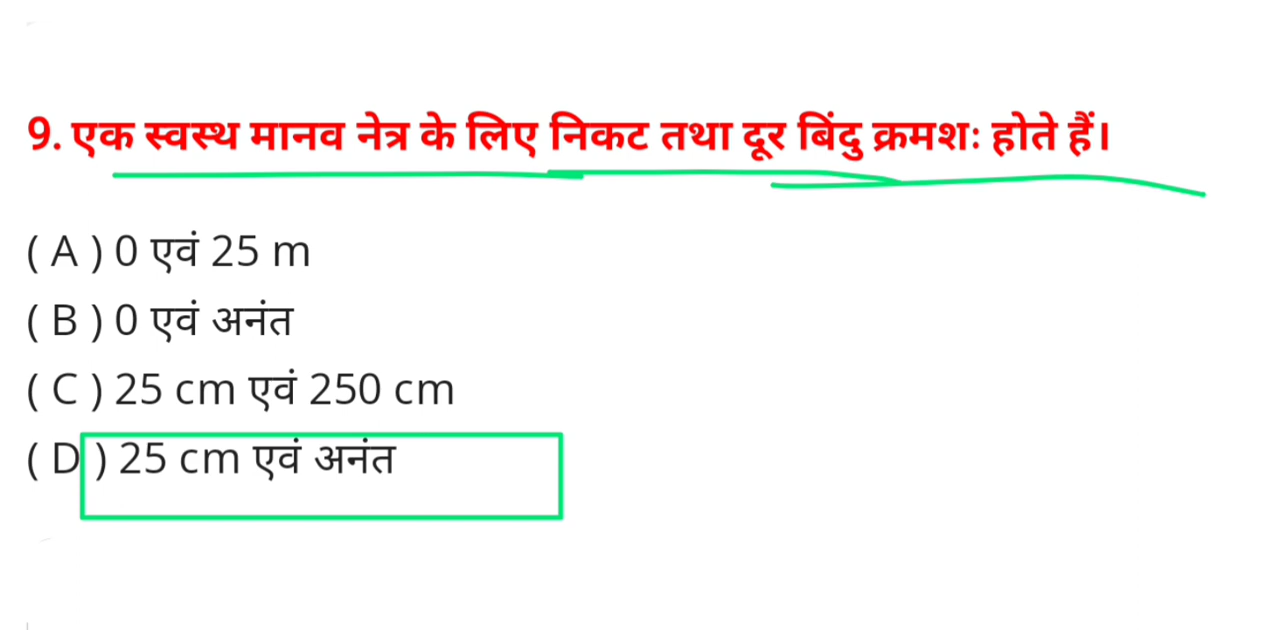 9. एक स्वस्थ मानव नेत्र के लिए निकट तथा दूर बिंदु क्रमशः होते हैं।
( A ) 0 एवं 25 m
( B ) 0 एवं अनंत
( C ) 25 cm एवं 250 cm
( D ) 25 cm एवं अनंत